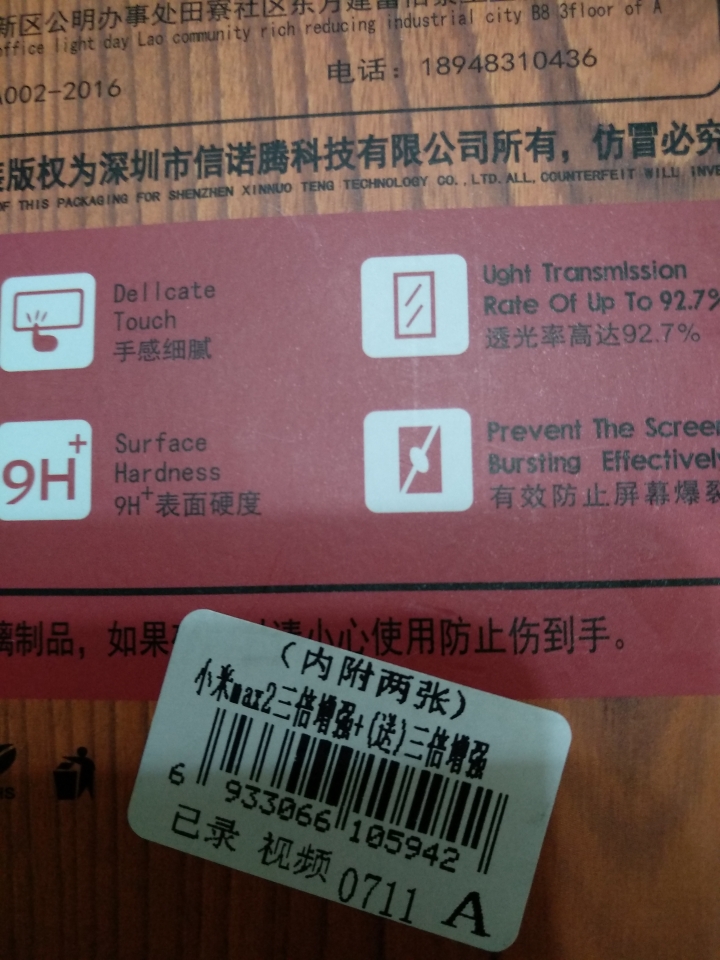 新区公明办事处田寮社区东方建富
office light day Lao community rich reducing industrial city B8 3floor of A
A002-2016
电话：18948310436
版权为深圳市信诺腾科技有限公司所有，仿冒必究
OF THIS PACKAGING FOR SHENZHEN XINNUO TENG TECHNOLOGY CO.,LTD.ALL.COUNTERFEIT WILL INVE
Dellcate
Touch
手感细腻
Ught Transmlssion
Rate Of Up To 92.7%
透光率高达92.7%
9H+
Surface
Hardness
9H+表面硬度
Prevent The Screen
Bursting Effectively
有效防止屏幕爆裂
璃制品，如果
请小心使用防止伤到手。
(内附两张)
小米max2三倍增强+(送)三倍增强
6 933066 105942
已录 视频 0711 A